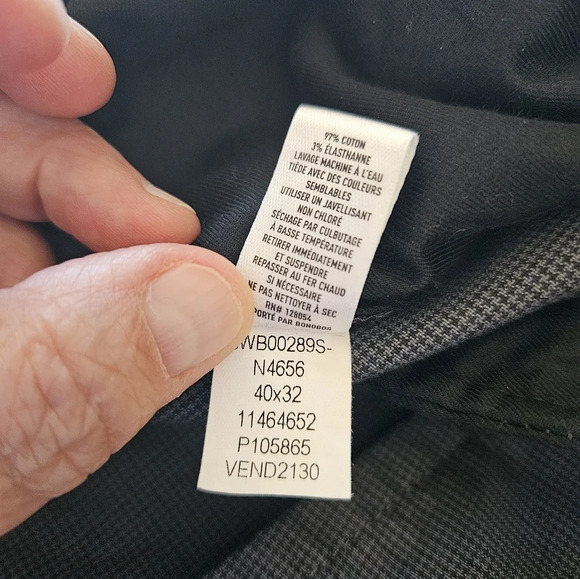 97% COTON
3% ÉLASTHANNE
LAVAGE MACHINE À L'EAU
TIÈDE AVEC DES COULEURS
SEMBLABLES
UTILISER UN JAVELLISANT
NON CHLORÉ
SÉCHAGE PAR CULBUTAGE
À BASSE TEMPÉRATURE
RETIRER IMMÉDIATEMENT
ET SUSPENDRE
REPASSER AU FER CHAUD
SI NÉCESSAIRE
NE PAS NETTOYER À SEC
RN# 128054
PORTÉ PAR BONOBOS
WB00289S-
N4656
40x32
11464652
P105865
VEND2130